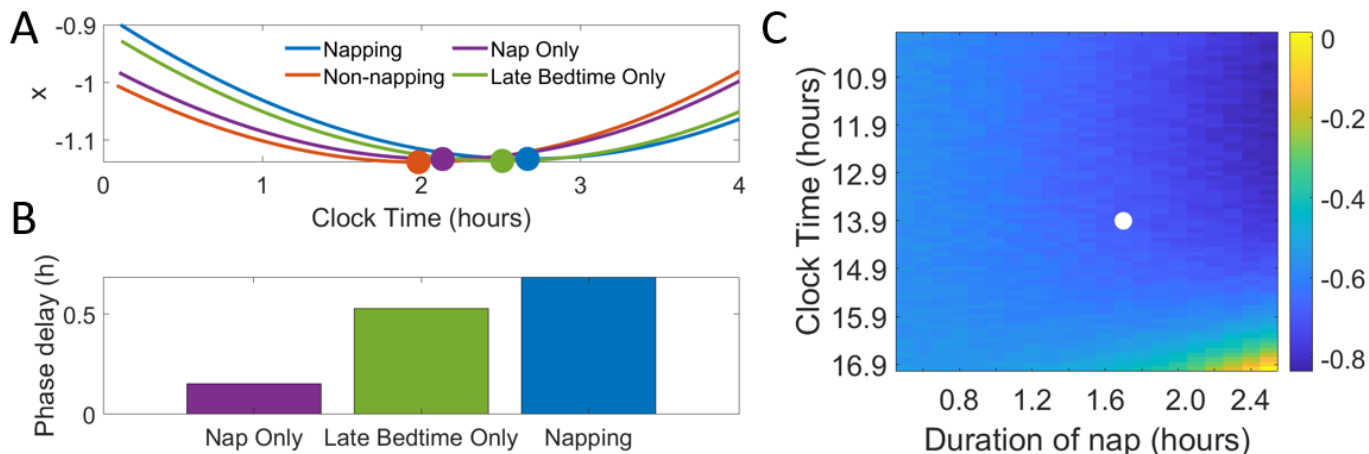 A
-0.9
-1
-1.1
x
Napping
Non-napping
Nap Only
Late Bedtime Only
0
1
2
3
4
Clock Time (hours)
B
Phase delay (h)
0.5
0
Nap Only
Late Bedtime Only
Napping
C
Clock Time (hours)
10.9
11.9
12.9
13.9
14.9
15.9
16.9
0.8
1.2
1.6
2.0
2.4
Duration of nap (hours)
0
-0.2
-0.4
-0.6
-0.8